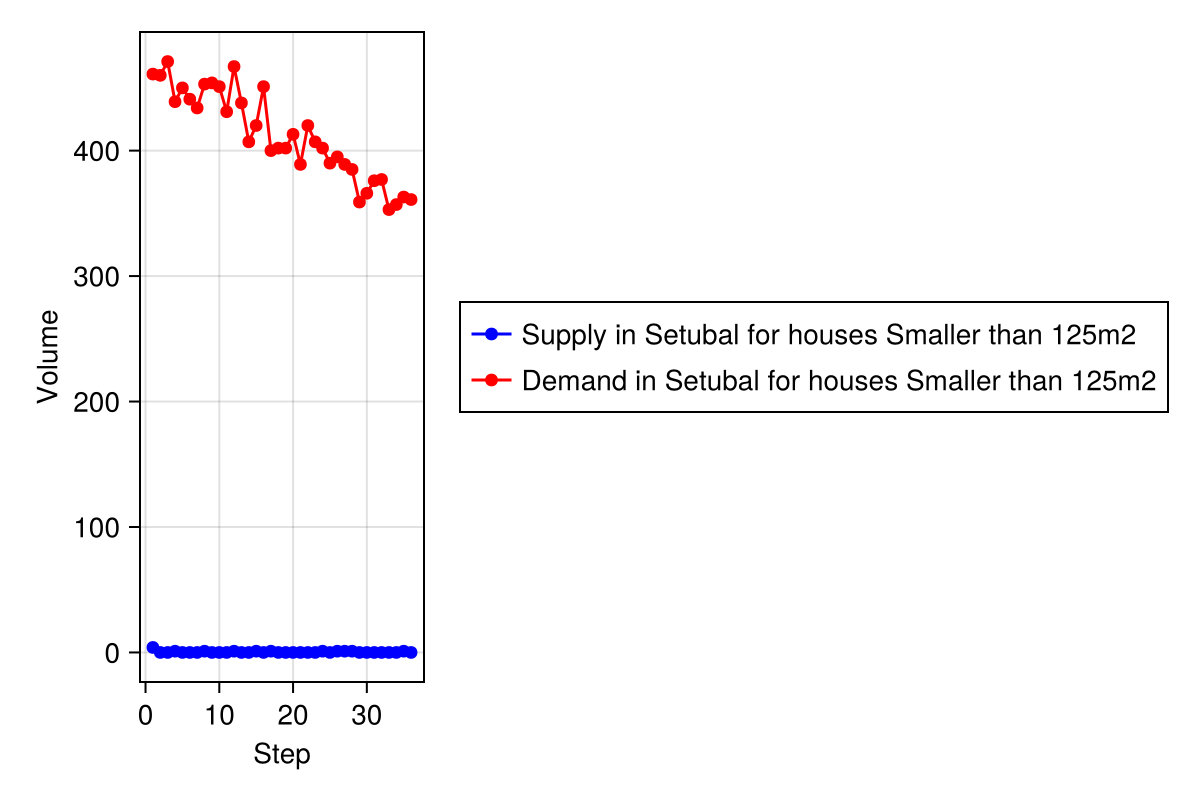 400
300
200
100
0
Volume
0 10 20 30
Step
Supply in Setubal for houses Smaller than 125m2
Demand in Setubal for houses Smaller than 125m2